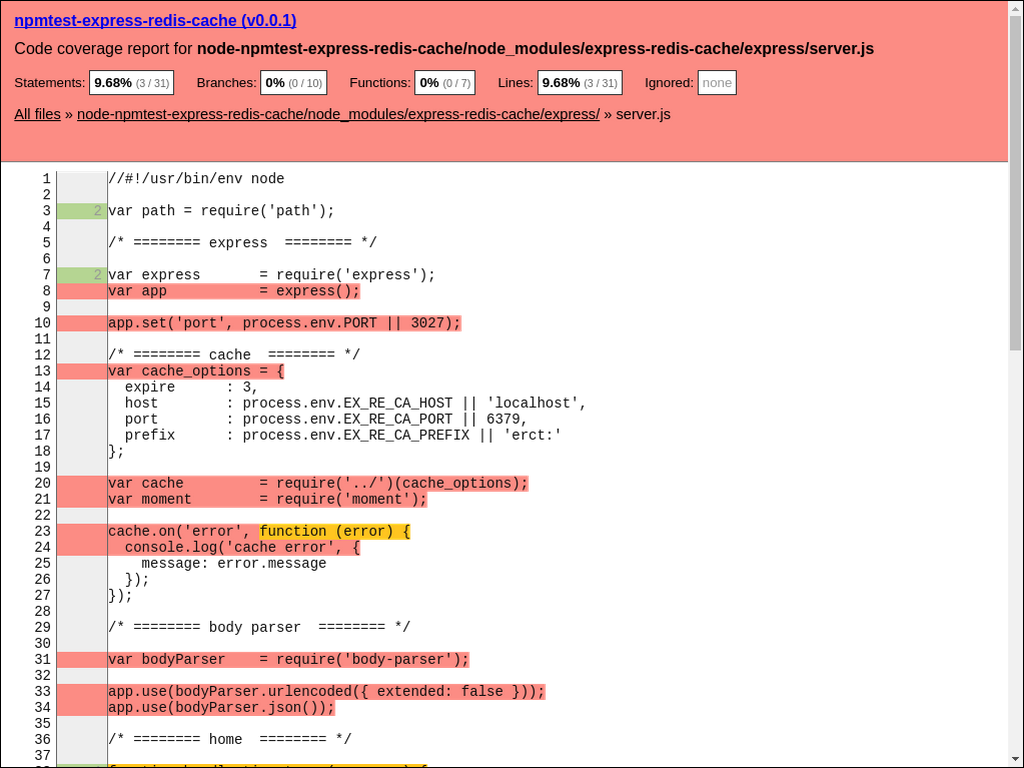 npmtest-express-redis-cache (v0.0.1)
Code coverage report for node-npmtest-express-redis-cache/node_modules/express-redis-cache/express/server.js
Statements: 9.68% (3 / 31) Branches: 0% (0 / 10) Functions: 0% (0 / 7) Lines: 9.68% (3 / 31) Ignored: none
All files » node-npmtest-express-redis-cache/node_modules/express-redis-cache/express/ » server.js
1 //#!/usr/bin/env node
2
3 2 var path = require('path');
4
5 /* ======== express  ======== */
6
7 2 var express       = require('express');
8 var app           = express();
9
10 app.set('port', process.env.PORT || 3027);
11
12 /* ======== cache  ======== */
13 var cache_options = {
14   expire      : 3,
15   host        : process.env.EX_RE_CA_HOST || 'localhost',
16   port        : process.env.EX_RE_CA_PORT || 6379,
17   prefix      : process.env.EX_RE_CA_PREFIX || 'erct:'
18 };
19
20 var cache         = require('../')(cache_options);
21 var moment        = require('moment');
22
23 cache.on('error', function (error) {
24   console.log('cache error', {
25     message: error.message
26   });
27 });
28
29 /* ======== body parser  ======== */
30
31 var bodyParser    = require('body-parser');
32
33 app.use(bodyParser.urlencoded({ extended: false }));
34 app.use(bodyParser.json());
35
36 /* ======== home  ======== */
37